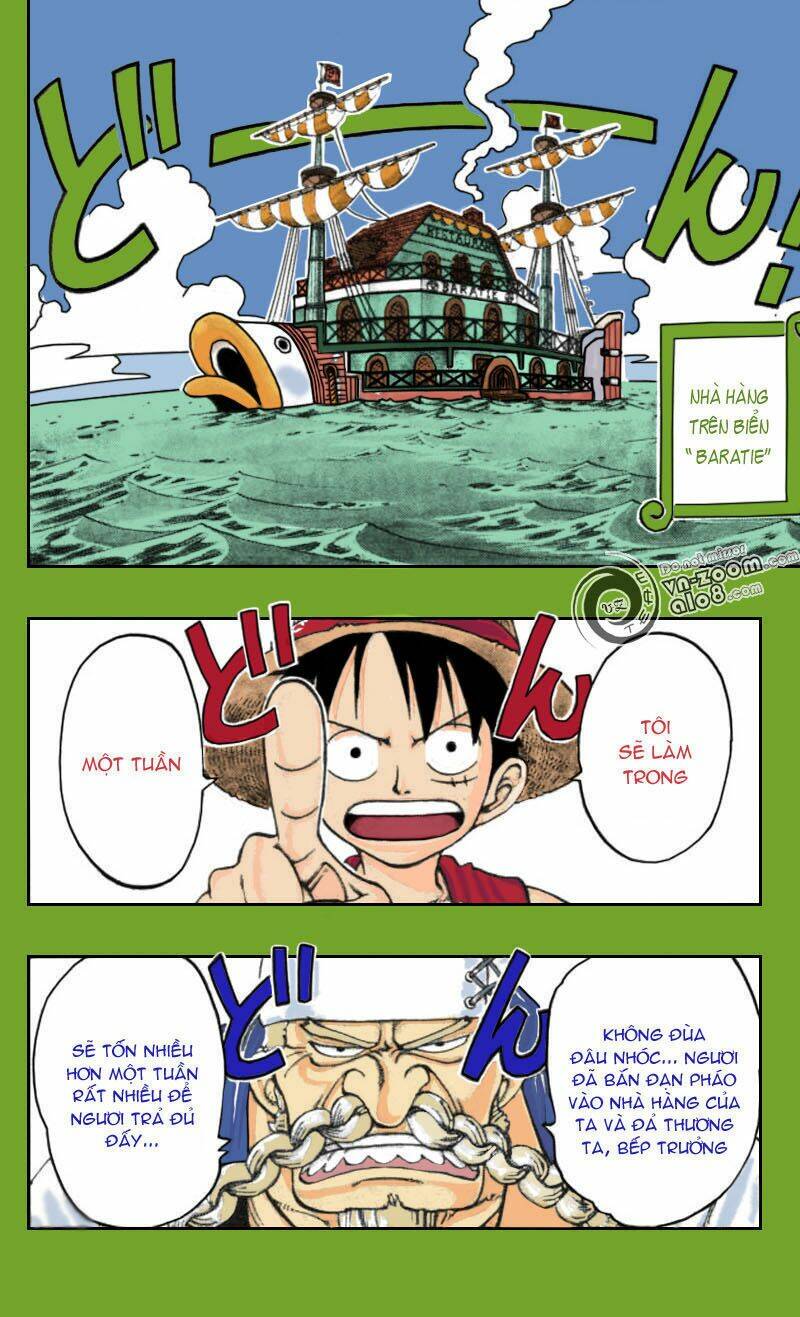 どーん!
RESTAURANT
BARATIE
NHÀ HÀNG
TRÊN BIỂN
"BARATIE"
Do not mirror
vn-zoom.com
alo8.com
どん
TÔI
SẼ LÀM
TRONG
MỘT TUẦN
どん
KHÔNG ĐÙA
ĐÂU NHÓC... NGƯƠI
ĐÃ BẮN ĐẠN PHÁO
VÀO NHÀ HÀNG CỦA
TA VÀ ĐẢ THƯƠNG
TA, BẾP TRƯỞNG
SẼ TỐN NHIỀU
HƠN MỘT TUẦN
RẤT NHIỀU ĐỂ
NGƯƠI TRẢ ĐỦ
ĐẤY...